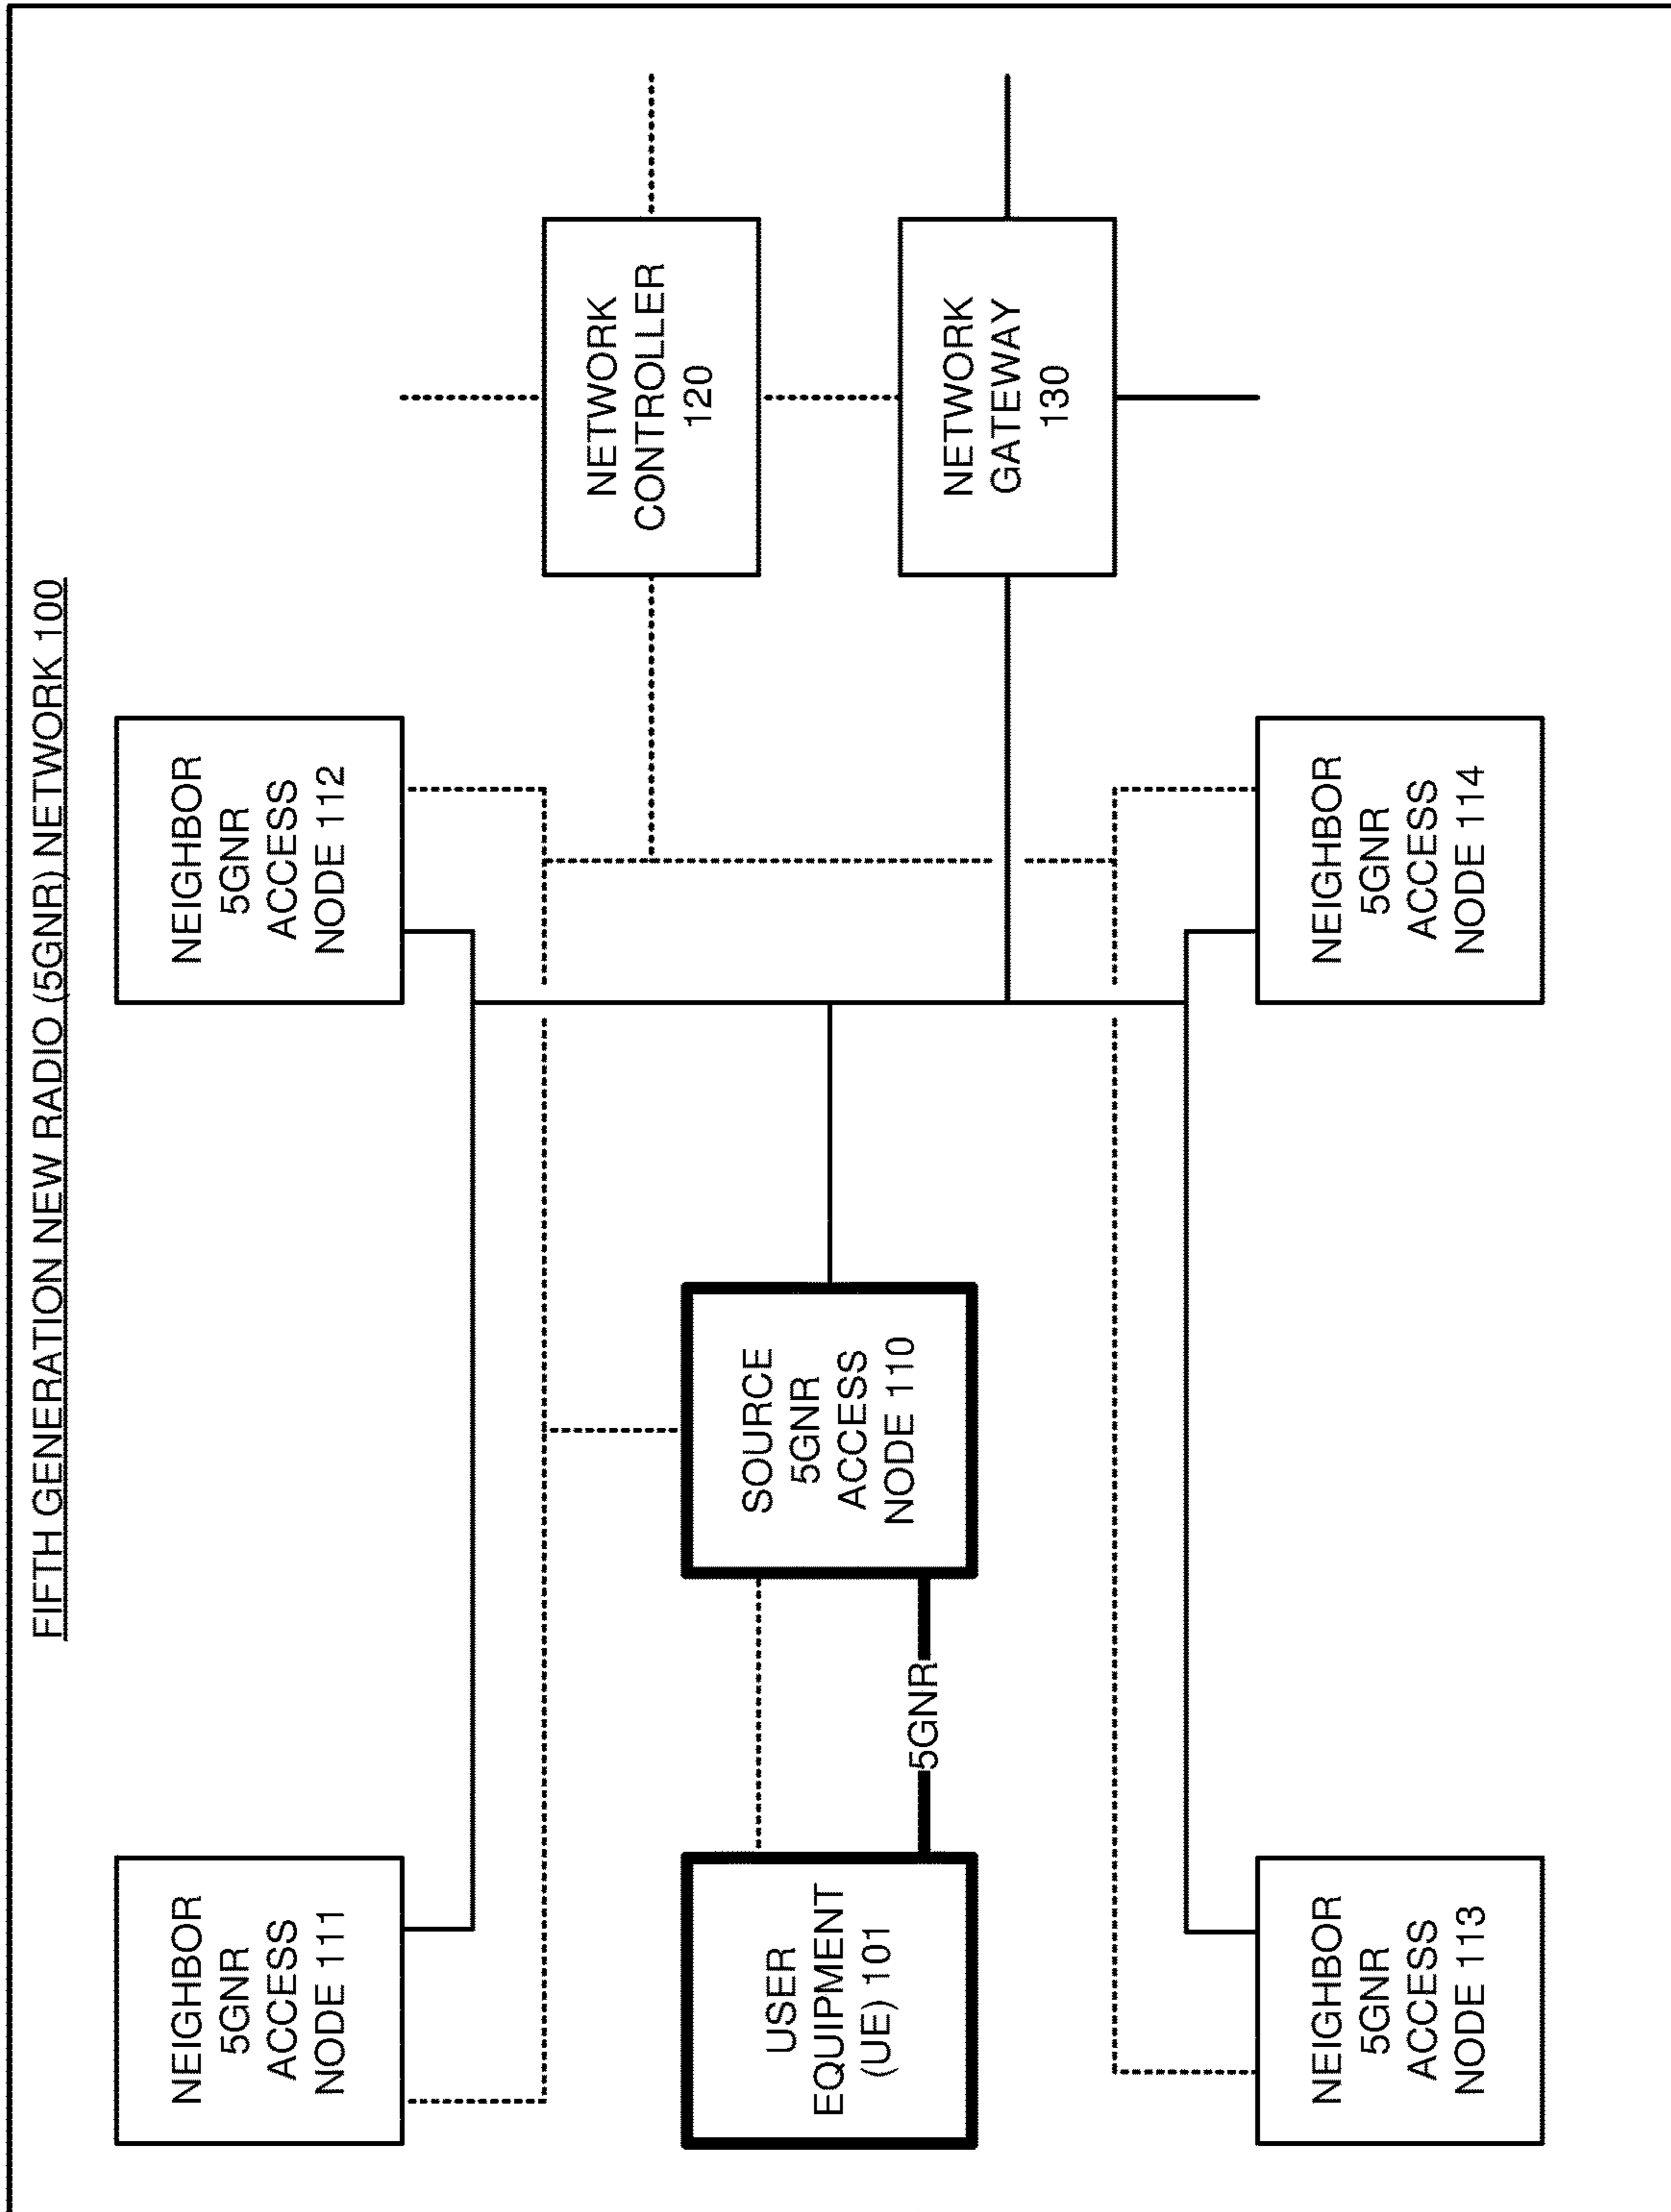 FIFTH GENERATION NEW RADIO (5GNR) NETWORK 100
NEIGHBOR
5GNR
ACCESS
NODE 111
NEIGHBOR
5GNR
ACCESS
NODE 112
USER
EQUIPMENT
(UE) 101
5GNR
SOURCE
5GNR
ACCESS
NODE 110
NETWORK
CONTROLLER
120
NETWORK
GATEWAY
130
NEIGHBOR
5GNR
ACCESS
NODE 113
NEIGHBOR
5GNR
ACCESS
NODE 114